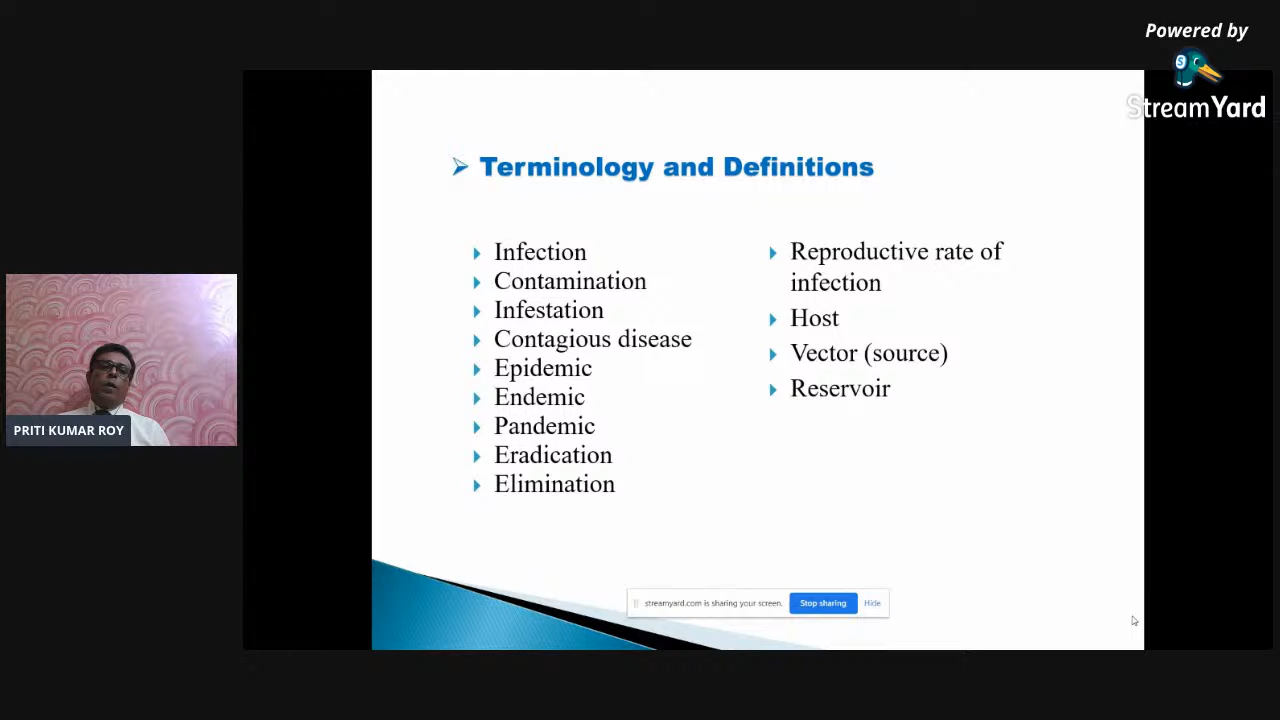 Powered by
StreamYard
Terminology and Definitions
Infection
Contamination
Infestation
Contagious disease
Epidemic
Endemic
Pandemic
Eradication
Elimination
Reproductive rate of
infection
Host
Vector (source)
Reservoir
PRITI KUMAR ROY
streamyard.com is sharing your screen. Stop sharing Hide